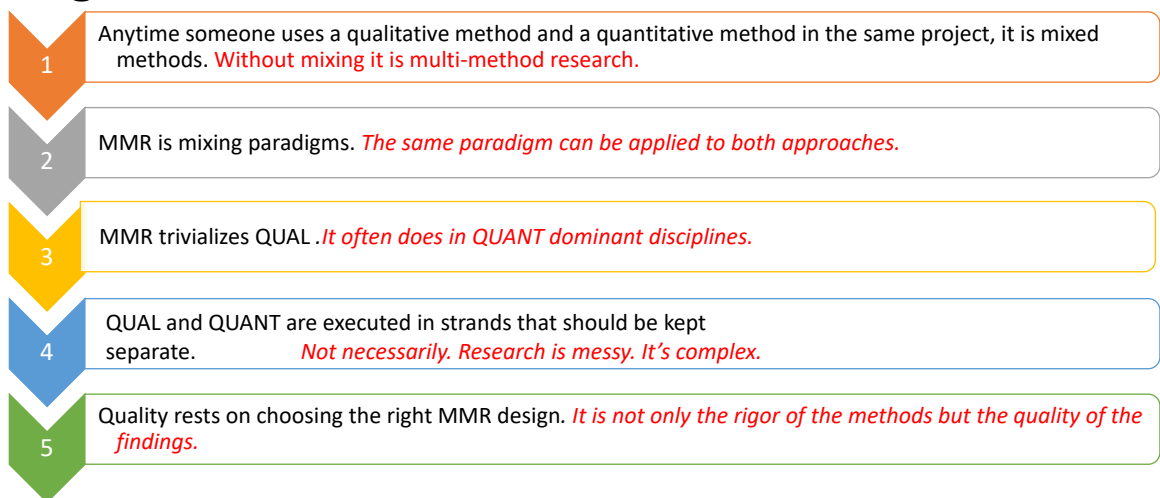 1
Anytime someone uses a qualitative method and a quantitative method in the same project, it is mixed
methods. Without mixing it is multi-method research.
2
MMR is mixing paradigms. The same paradigm can be applied to both approaches.
3
MMR trivializes QUAL .It often does in QUANT dominant disciplines.
4
QUAL and QUANT are executed in strands that should be kept
separate. Not necessarily. Research is messy. It’s complex.
5
Quality rests on choosing the right MMR design. It is not only the rigor of the methods but the quality of the
findings.